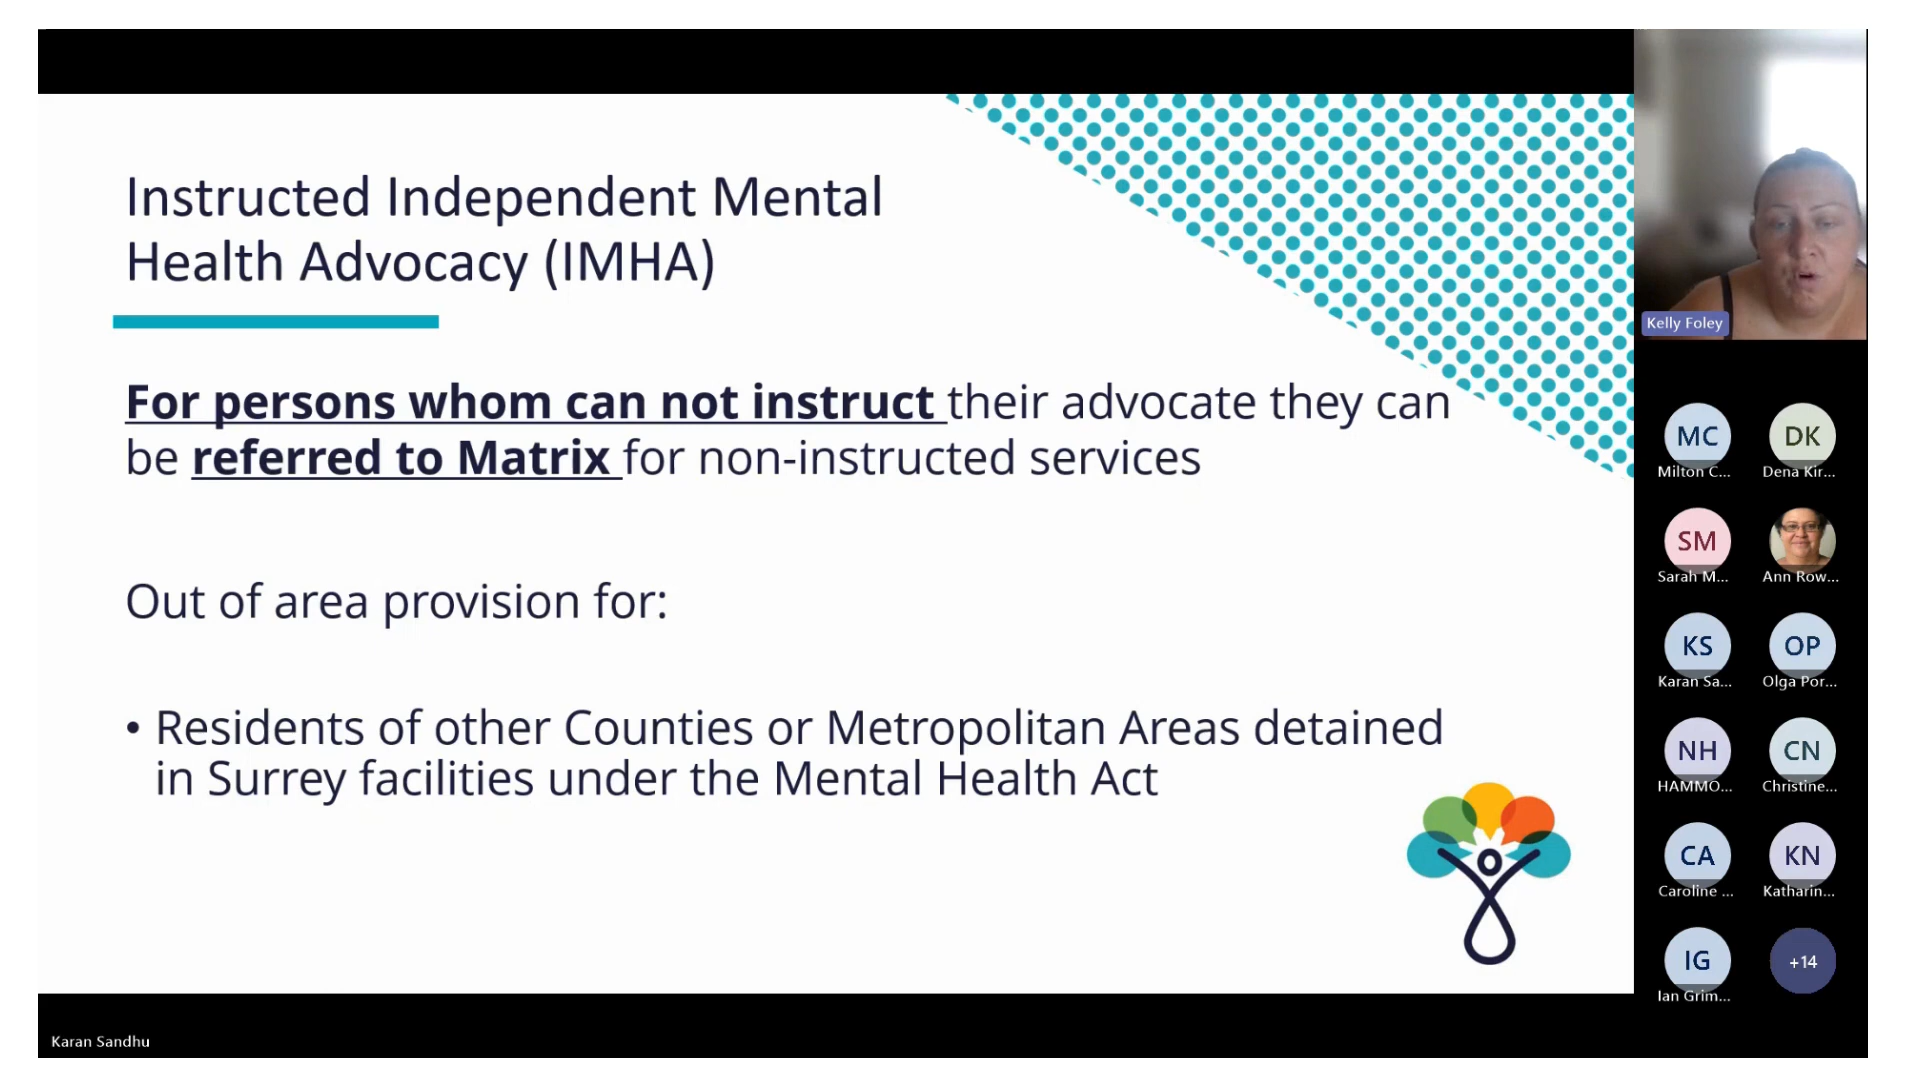 Instructed Independent Mental
Health Advocacy (IMHA)
For persons whom can not instruct their advocate they can
be referred to Matrix for non-instructed services
Out of area provision for:
• Residents of other Counties or Metropolitan Areas detained
in Surrey facilities under the Mental Health Act
Kelly Foley
MC
DK
Milton C...
Dena Kir...
SM
Sarah M...
Ann Row...
KS
OP
Karan Sa...
Olga Por...
NH
CN
HAMMO...
Christine...
CA
KN
Caroline ...
Katharin...
IG
+14
Ian Grim...
Karan Sandhu